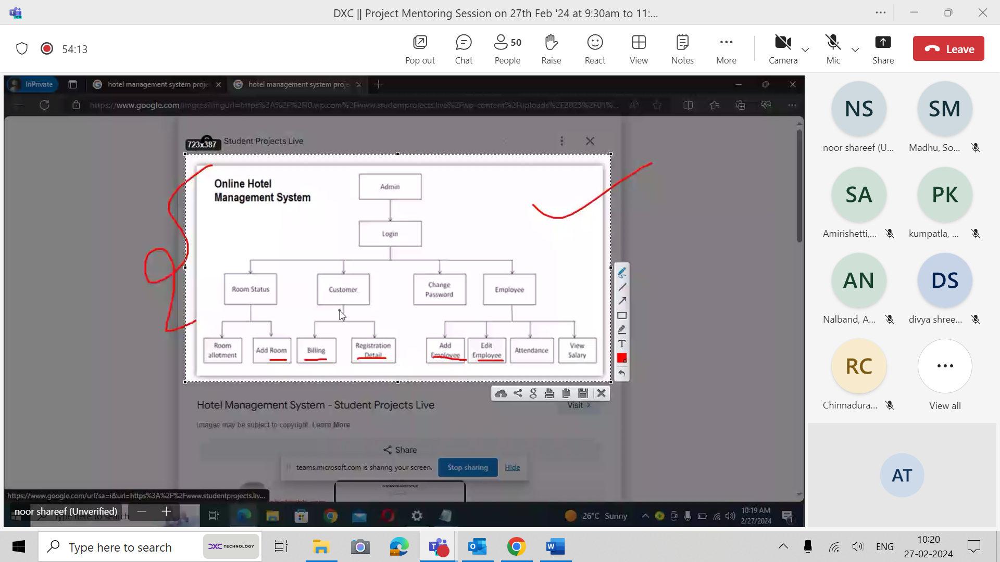 DXC || Project Mentoring Session on 27th Feb '24 at 9:30am to 11:...
54:13
Pop out
Chat
50
People
Raise
React
View
Notes
More
Camera
Mic
Share
Leave
InPrivate
hotel management system proje
hotel management system proje
https://www.google.com/imgres?imgurl=https%3A%2F%2Fi0.wp.com%2Fwww.studentprojects.live%2Fwp-content%2Fuploads%2F2023%2F01%...
Student Projects Live
723x387
Online Hotel
Management System
Admin
Login
Room Status
Customer
Change
Password
Employee
Room
allotment
Add Room
Billing
Registration
Detail
Add
Employee
Edit
Employee
Attendance
View
Salary
T
Hotel Management System - Student Projects Live
Visit
Images may be subject to copyright. Learn More
Share
teams.microsoft.com is sharing your screen.
Stop sharing
Hide
https://www.google.com/url?sa=i&url=https%3A%2F%2Fwww.studentprojects.liv...
noor shareef (Unverified)
Type here to search
26°C Sunny
10:19 AM
2/27/2024
1
NS
noor shareef (U...
SM
Madhu, So...
SA
Amirishetti,...
PK
kumpatla, ...
AN
Nalband, A...
DS
divya shree...
RC
Chinnadura...
View all
AT
Type here to search
DXC TECHNOLOGY
ENG
10:20
27-02-2024